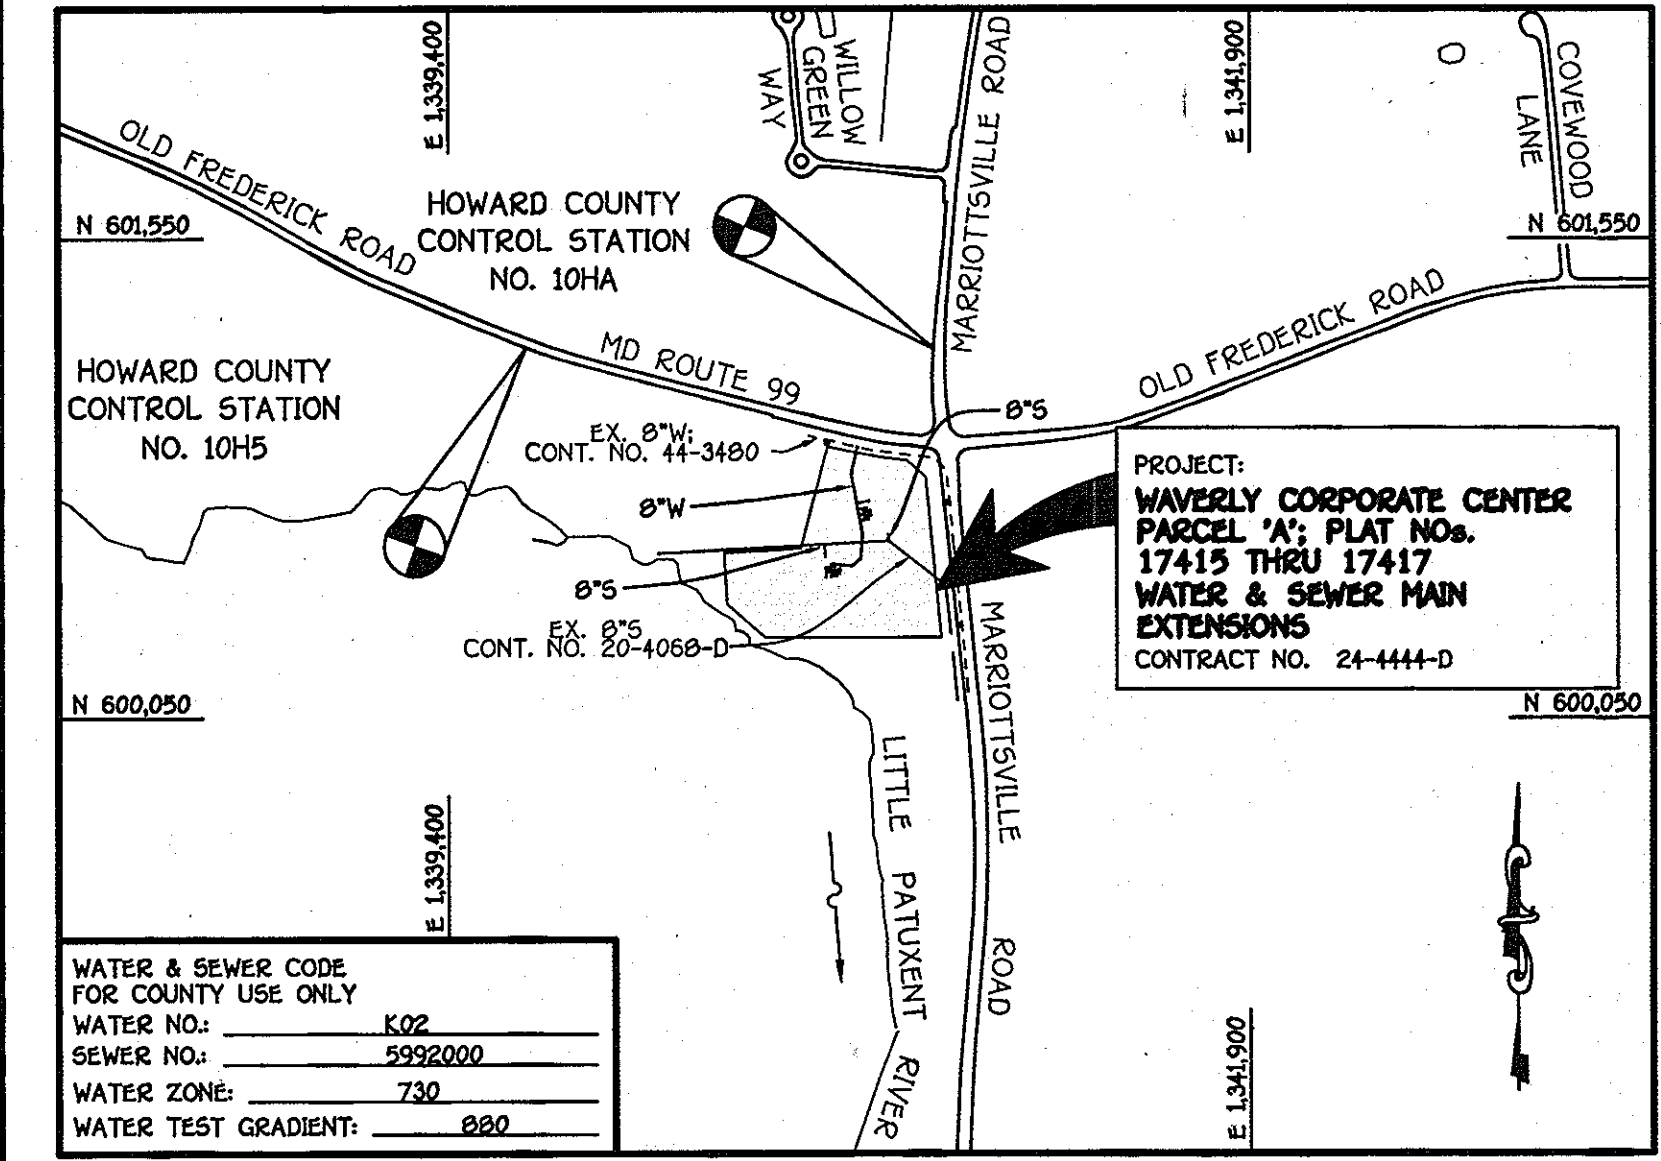 E 1,339,400
WILLOW
GREEN
WAY
MARRIOTTSVILLE ROAD
E 1,341,900
COVEWOOD
LANE
OLD FREDERICK ROAD
N 601,550
HOWARD COUNTY
CONTROL STATION
NO. 10HA
N 601,550
MD ROUTE 99
OLD FREDERICK ROAD
HOWARD COUNTY
CONTROL STATION
NO. 10H5
8"S
EX. 8"W;
CONT. NO. 44-3480
8"W
8"S
EX. 8"S
CONT. NO. 20-4068-D
PROJECT:
WAVERLY CORPORATE CENTER
PARCEL 'A'; PLAT NOs.
17415 THRU 17417
WATER & SEWER MAIN
EXTENSIONS
CONTRACT NO. 24-4444-D
N 600,050
N 600,050
MARRIOTTSVILLE ROAD
LITTLE PATUXENT RIVER
E 1,339,400
E 1,341,900
WATER & SEWER CODE
FOR COUNTY USE ONLY
WATER NO.: K02
SEWER NO.: 5992000
WATER ZONE: 730
WATER TEST GRADIENT: 880